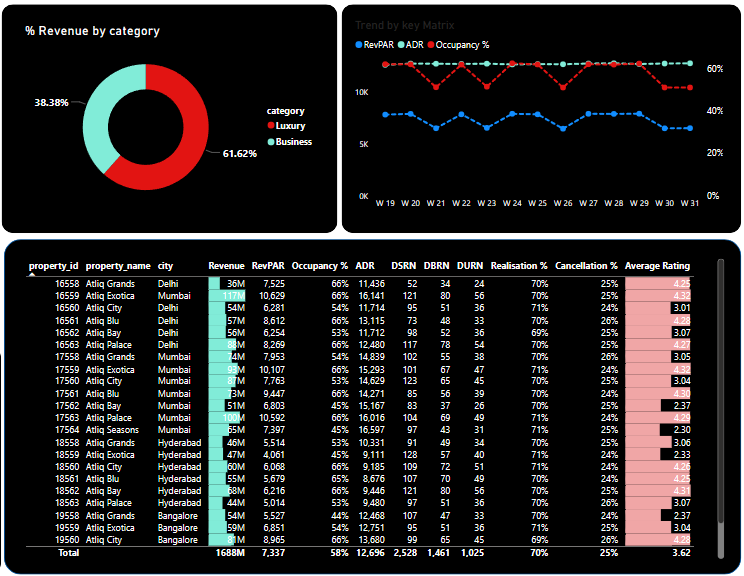 % Revenue by category
38.38%
61.62%
category
Luxury
Business
Trend by key Matrix
RevPAR ADR Occupancy %
10K
5K
0K
60%
40%
20%
0%
W 19 W 20 W 21 W 22 W 23 W 24 W 25 W 26 W 27 W 28 W 29 W 30 W 31
property_id property_name city Revenue RevPAR Occupancy % ADR DSRN DBRN DURN Realisation % Cancellation % Average Rating
16558 Atliq Grands Delhi 36M 7,525 66% 11,436 52 34 24 70% 25% 4.25
16559 Atliq Exotica Mumbai 117M 10,629 66% 16,141 121 80 56 70% 25% 4.32
16560 Atliq City Delhi 54M 6,281 54% 11,714 95 51 36 71% 24% 3.01
16561 Atliq Blu Delhi 57M 8,612 66% 13,115 73 48 33 70% 26% 4.28
16562 Atliq Bay Delhi 56M 6,254 53% 11,712 98 52 36 69% 25% 3.07
16563 Atliq Palace Delhi 88M 8,269 66% 12,480 117 78 54 70% 25% 4.27
17558 Atliq Grands Mumbai 74M 7,953 54% 14,839 102 55 38 70% 26% 3.05
17559 Atliq Exotica Mumbai 93M 10,107 66% 15,293 101 67 47 71% 24% 4.32
17560 Atliq City Mumbai 87M 7,763 53% 14,629 123 65 45 70% 25% 3.04
17561 Atliq Blu Mumbai 73M 9,447 66% 14,271 85 56 39 70% 24% 4.30
17562 Atliq Bay Mumbai 51M 6,803 45% 15,167 83 37 26 70% 25% 2.37
17563 Atliq Palace Mumbai 100M 10,592 66% 16,016 104 69 49 71% 24% 4.29
17564 Atliq Seasons Mumbai 65M 7,397 45% 16,597 97 43 31 71% 25% 2.30
18558 Atliq Grands Hyderabad 46M 5,514 53% 10,331 91 49 34 70% 25% 3.06
18559 Atliq Exotica Hyderabad 47M 4,061 45% 9,111 128 57 40 71% 24% 2.33
18560 Atliq City Hyderabad 60M 6,068 66% 9,185 109 72 51 71% 24% 4.26
18561 Atliq Blu Hyderabad 55M 5,679 65% 8,676 107 70 49 70% 24% 4.25
18562 Atliq Bay Hyderabad 68M 6,216 66% 9,446 121 80 56 70% 25% 4.31
18563 Atliq Palace Hyderabad 44M 5,014 53% 9,480 97 51 36 70% 26% 3.07
19558 Atliq Grands Bangalore 54M 5,527 44% 12,468 107 47 33 70% 24% 2.37
19559 Atliq Exotica Bangalore 59M 6,851 54% 12,751 95 51 36 71% 25% 3.04
19560 Atliq City Bangalore 81M 8,965 66% 13,680 99 65 45 69% 26% 4.28
Total 1688M 7,337 58% 12,696 2,528 1,461 1,025 70% 25% 3.62